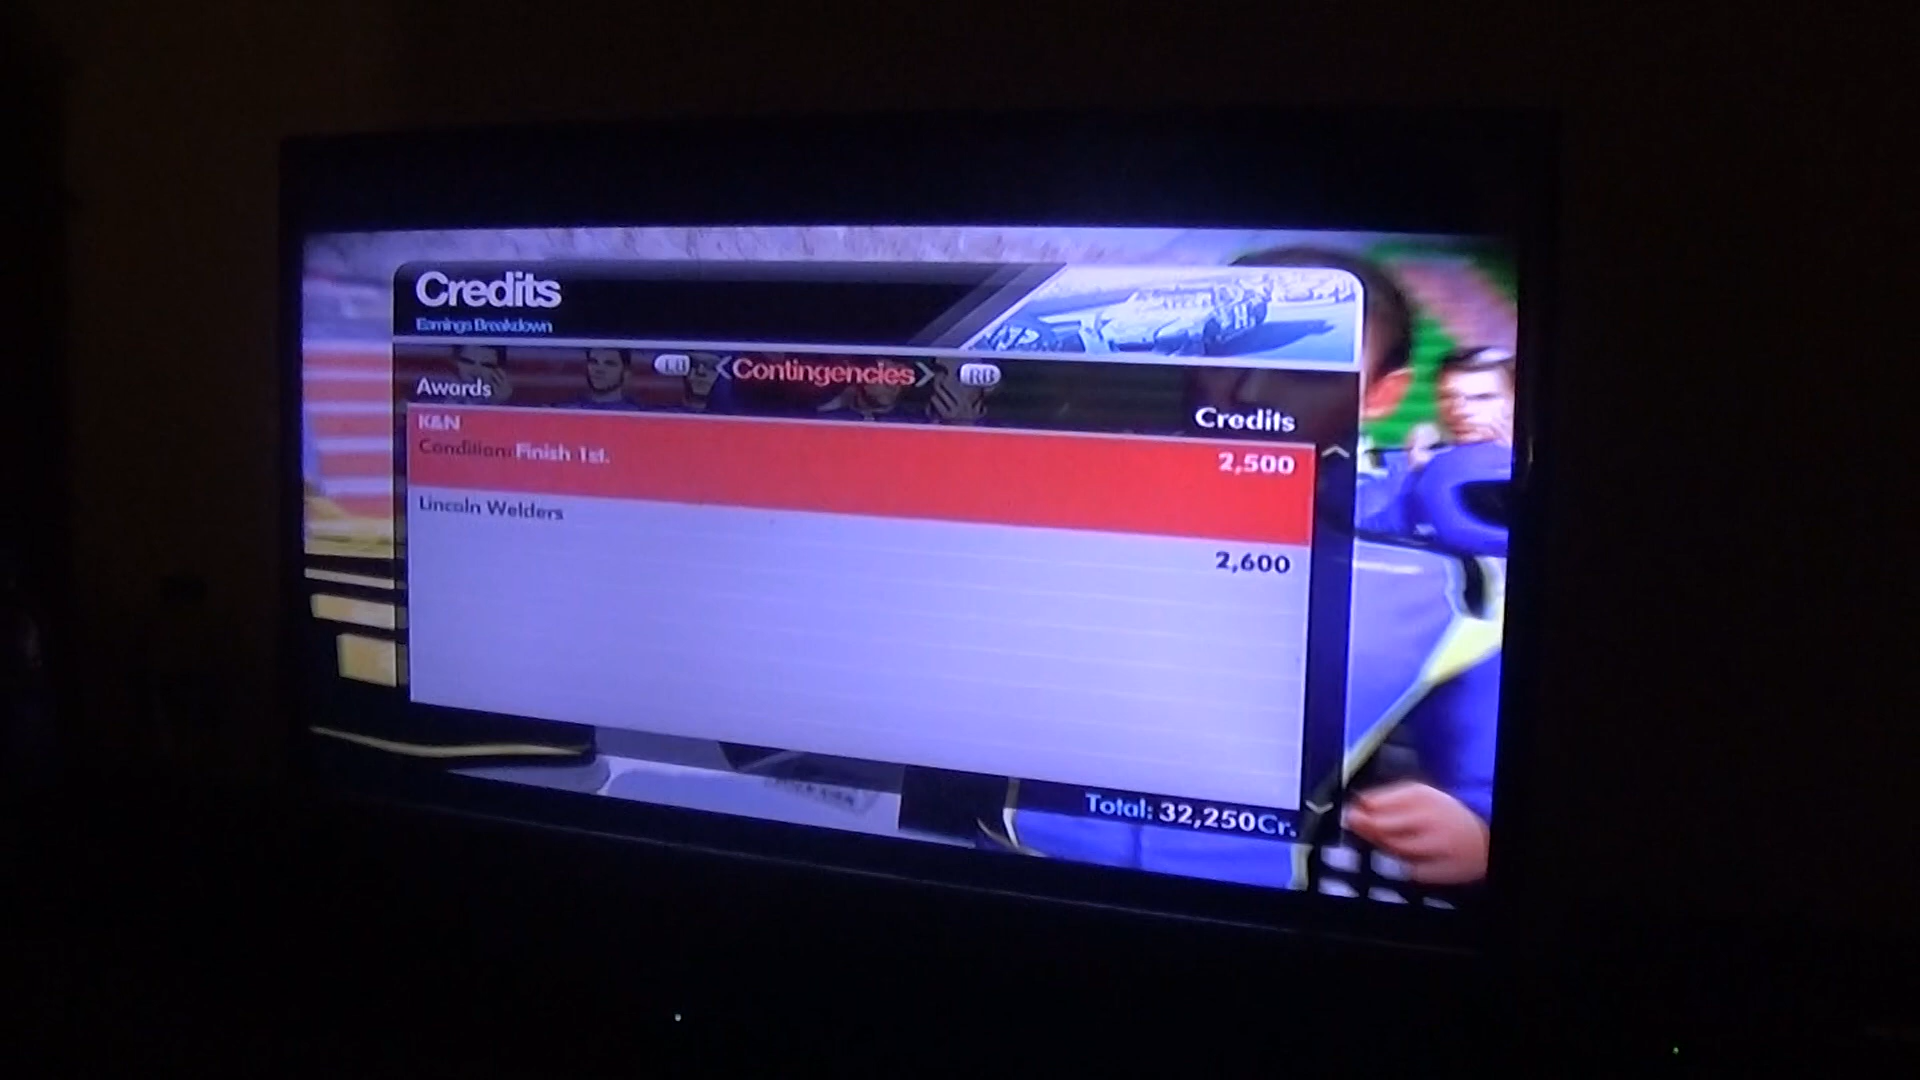 Credits
Earnings Breakdown
LB <Contingencies> RB
Awards
Credits
K&N
Condition: Finish 1st.
2,500
Lincoln Welders
2,600
Total: 32,250Cr.